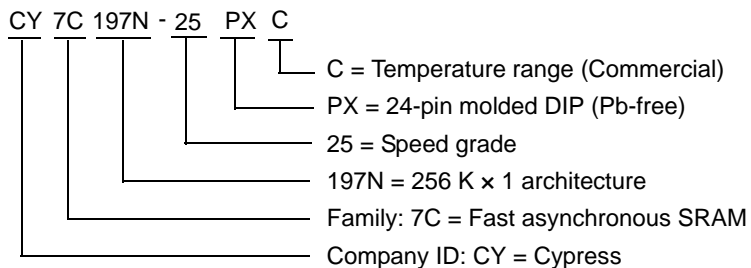 CY 7C 197N - 25 PX C
C = Temperature range (Commercial)
PX = 24-pin molded DIP (Pb-free)
25 = Speed grade
197N = 256 K × 1 architecture
Family: 7C = Fast asynchronous SRAM
Company ID: CY = Cypress